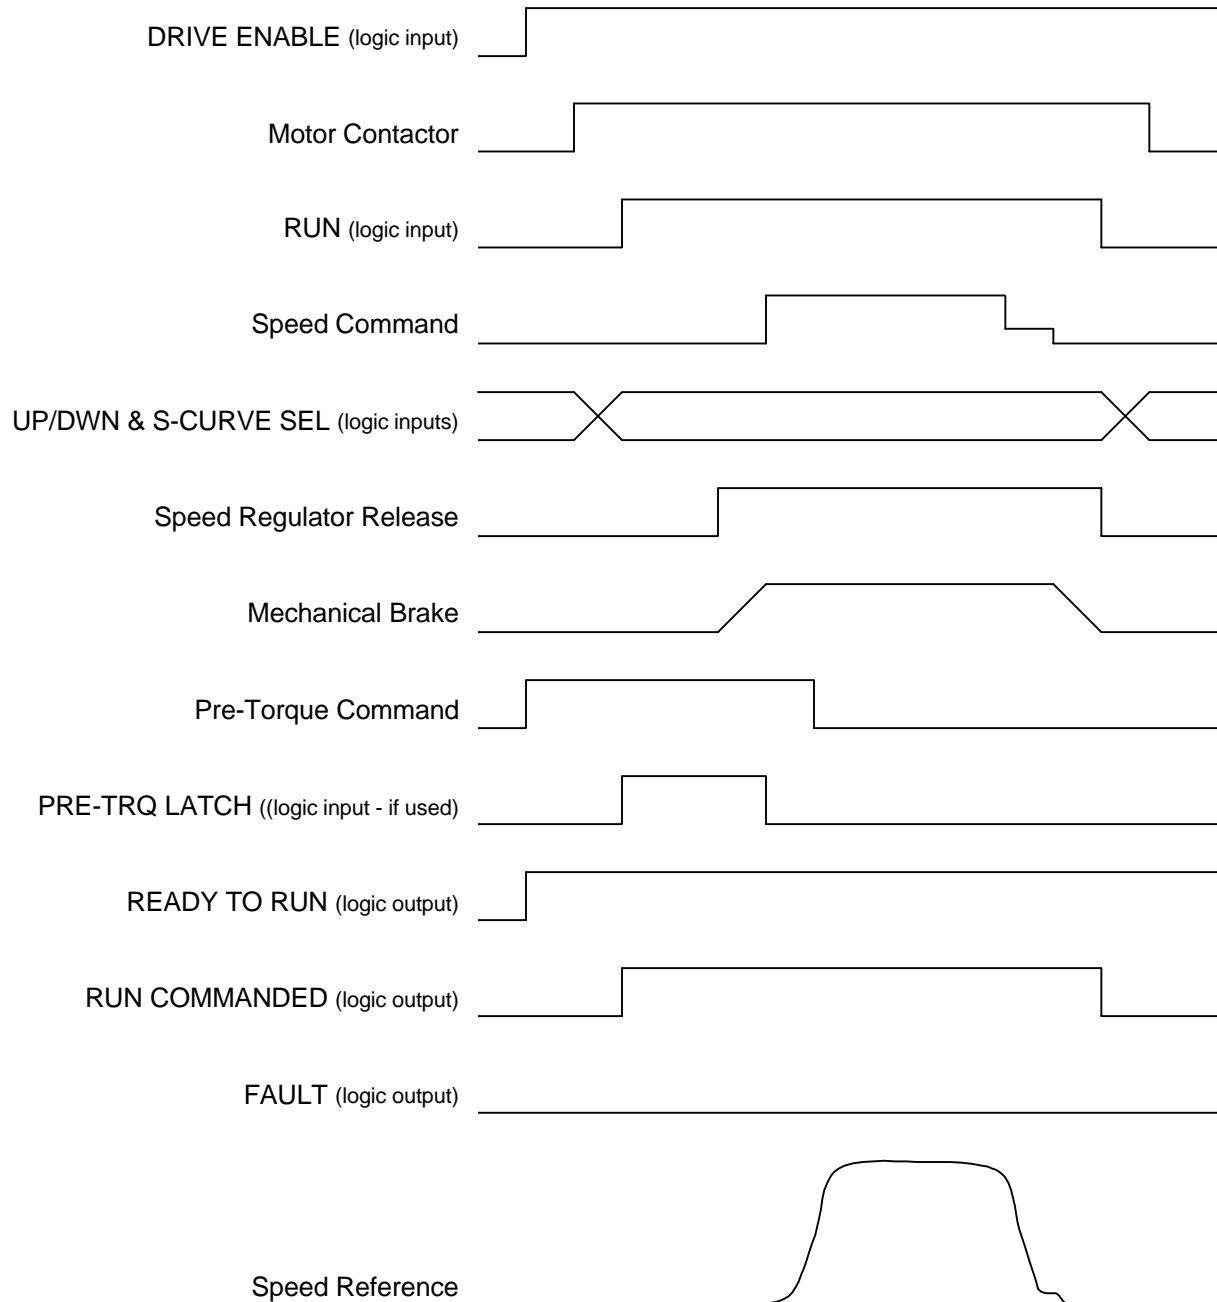 DRIVE ENABLE (logic input)
Motor Contactor
RUN (logic input)
Speed Command
UP/DWN & S-CURVE SEL (logic inputs)
Speed Regulator Release
Mechanical Brake
Pre-Torque Command
PRE-TRQ LATCH ((logic input - if used)
READY TO RUN (logic output)
RUN COMMANDED (logic output)
FAULT (logic output)
Speed Reference